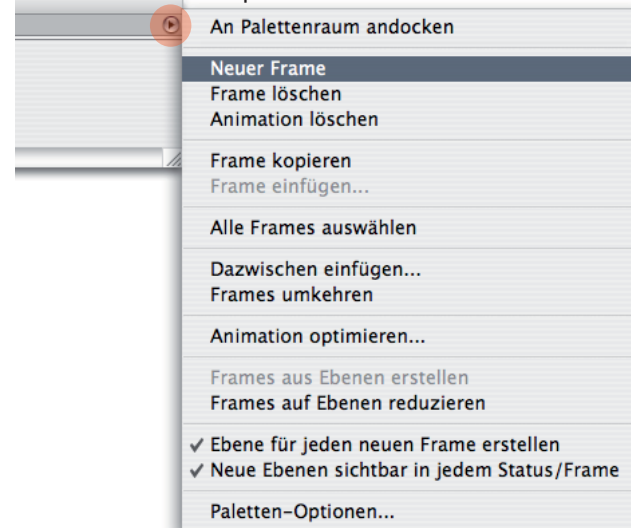 An Palettenraum andocken
Neuer Frame
Frame löschen
Animation löschen
Frame kopieren
Frame einfügen...
Alle Frames auswählen
Dazwischen einfügen...
Frames umkehren
Animation optimieren...
Frames aus Ebenen erstellen
Frames auf Ebenen reduzieren
✓ Ebene für jeden neuen Frame erstellen
✓ Neue Ebenen sichtbar in jedem Status/Frame
Paletten-Optionen...